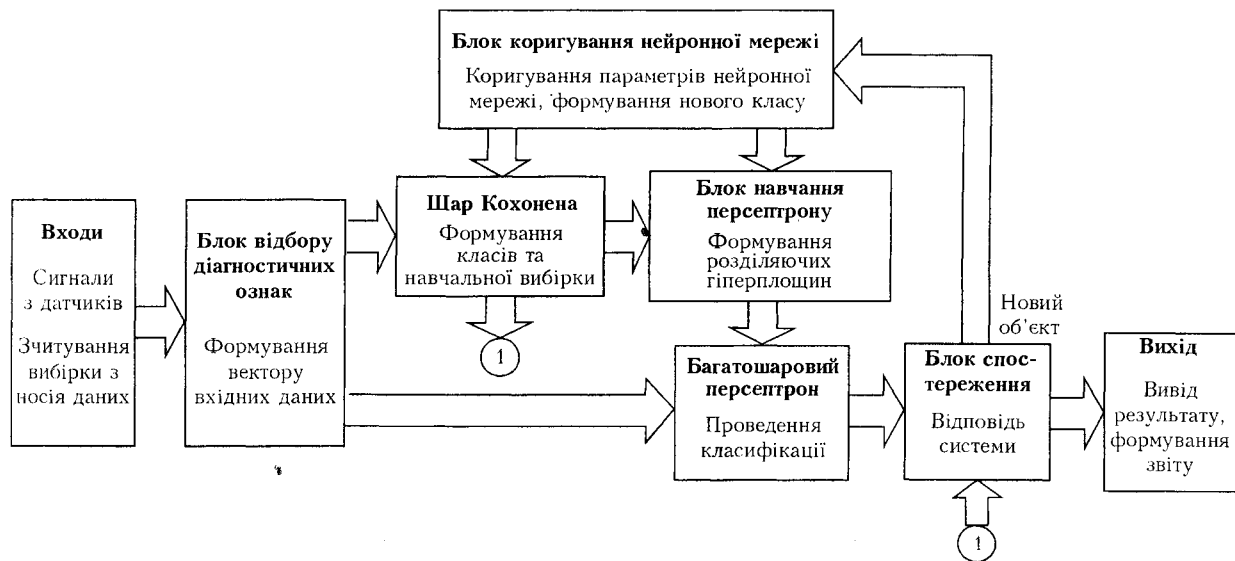 Блок коригування нейронної мережі
Коригування параметрів нейронної
мережі, формування нового класу
Входи
Сигнали
з датчиків
Зчитування
вибірки з
носія даних
Блок відбору
діагностичних
ознак
Формування
вектору
вхідних даних
Шар Кохонена
Формування
класів та
навчальної вибірки
1
Блок навчання
персептрону
Формування
розділяючих
гіперплощин
Багатошаровий
персептрон
Проведення
класифікації
Новий
об’єкт
Блок спос-
тереження
Відповідь
системи
1
Вихід
Вивід
результату,
формування
звіту